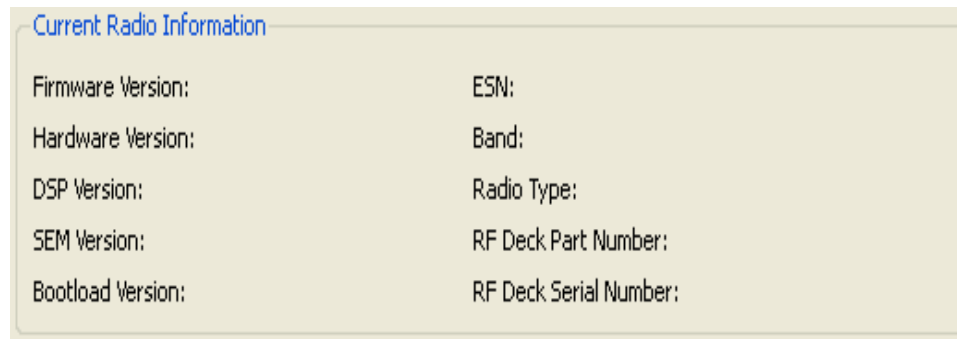 Current Radio Information
Firmware Version:
ESN:
Hardware Version:
Band:
DSP Version:
Radio Type:
SEM Version:
RF Deck Part Number:
Bootload Version:
RF Deck Serial Number: